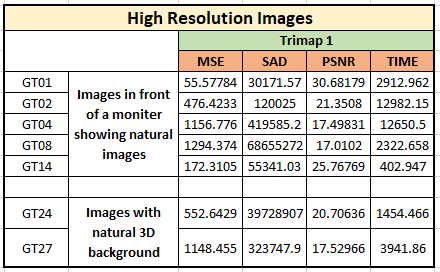 High Resolution Images
Trimap 1
MSE SAD PSNR TIME
GT01 55.57784 30171.57 30.68179 2912.962
Images in front
GT02 476.4233 120025 21.3508 12982.15
of a moniter
GT04 1156.776 419585.2 17.49831 12650.5
showing natural
GT08 1294.374 68655272 17.0102 2322.658
images
GT14 172.3105 55341.03 25.76769 402.947
GT24 552.6429 39728907 20.70636 1454.466
Images with
natural 3D
background
GT27 1148.455 323747.9 17.52966 3941.86